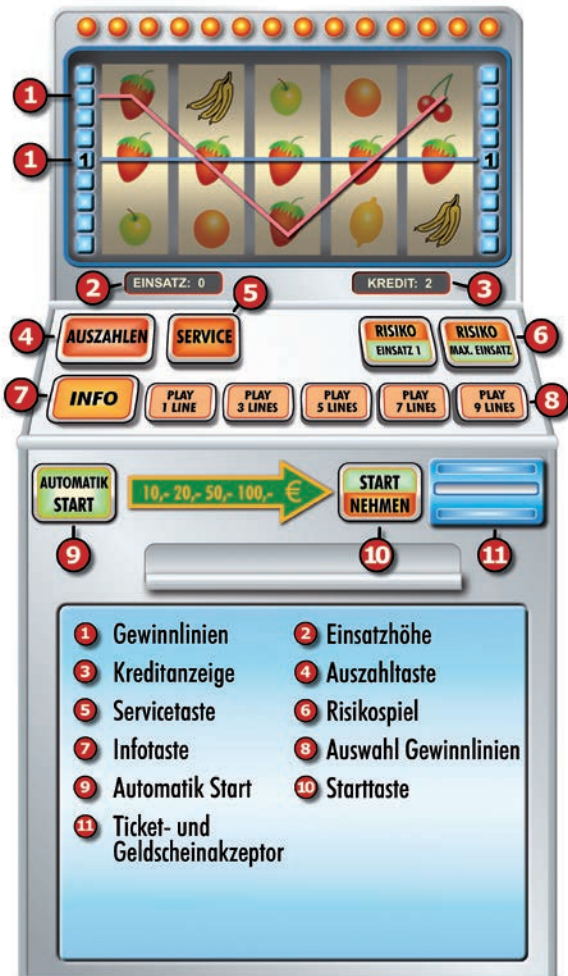 1
1
1
1
2
EINSATZ: 0
5
KREDIT: 2
3
4
AUSZAHLEN
SERVICE
RISIKO
EINSATZ 1
RISIKO
MAX. EINSATZ
6
7
INFO
PLAY
1 LINE
PLAY
3 LINES
PLAY
5 LINES
PLAY
7 LINES
PLAY
9 LINES
8
AUTOMATIK
START
10,- 20,- 50,- 100,- €
START
NEHMEN
9
10
11
1 Gewinnlinien
2 Einsatzhöhe
3 Kreditanzeige
4 Auszahltaste
5 Servicetaste
6 Risikospiel
7 Infotaste
8 Auswahl Gewinnlinien
9 Automatik Start
10 Starttaste
11 Ticket- und
Geldscheinakzeptor